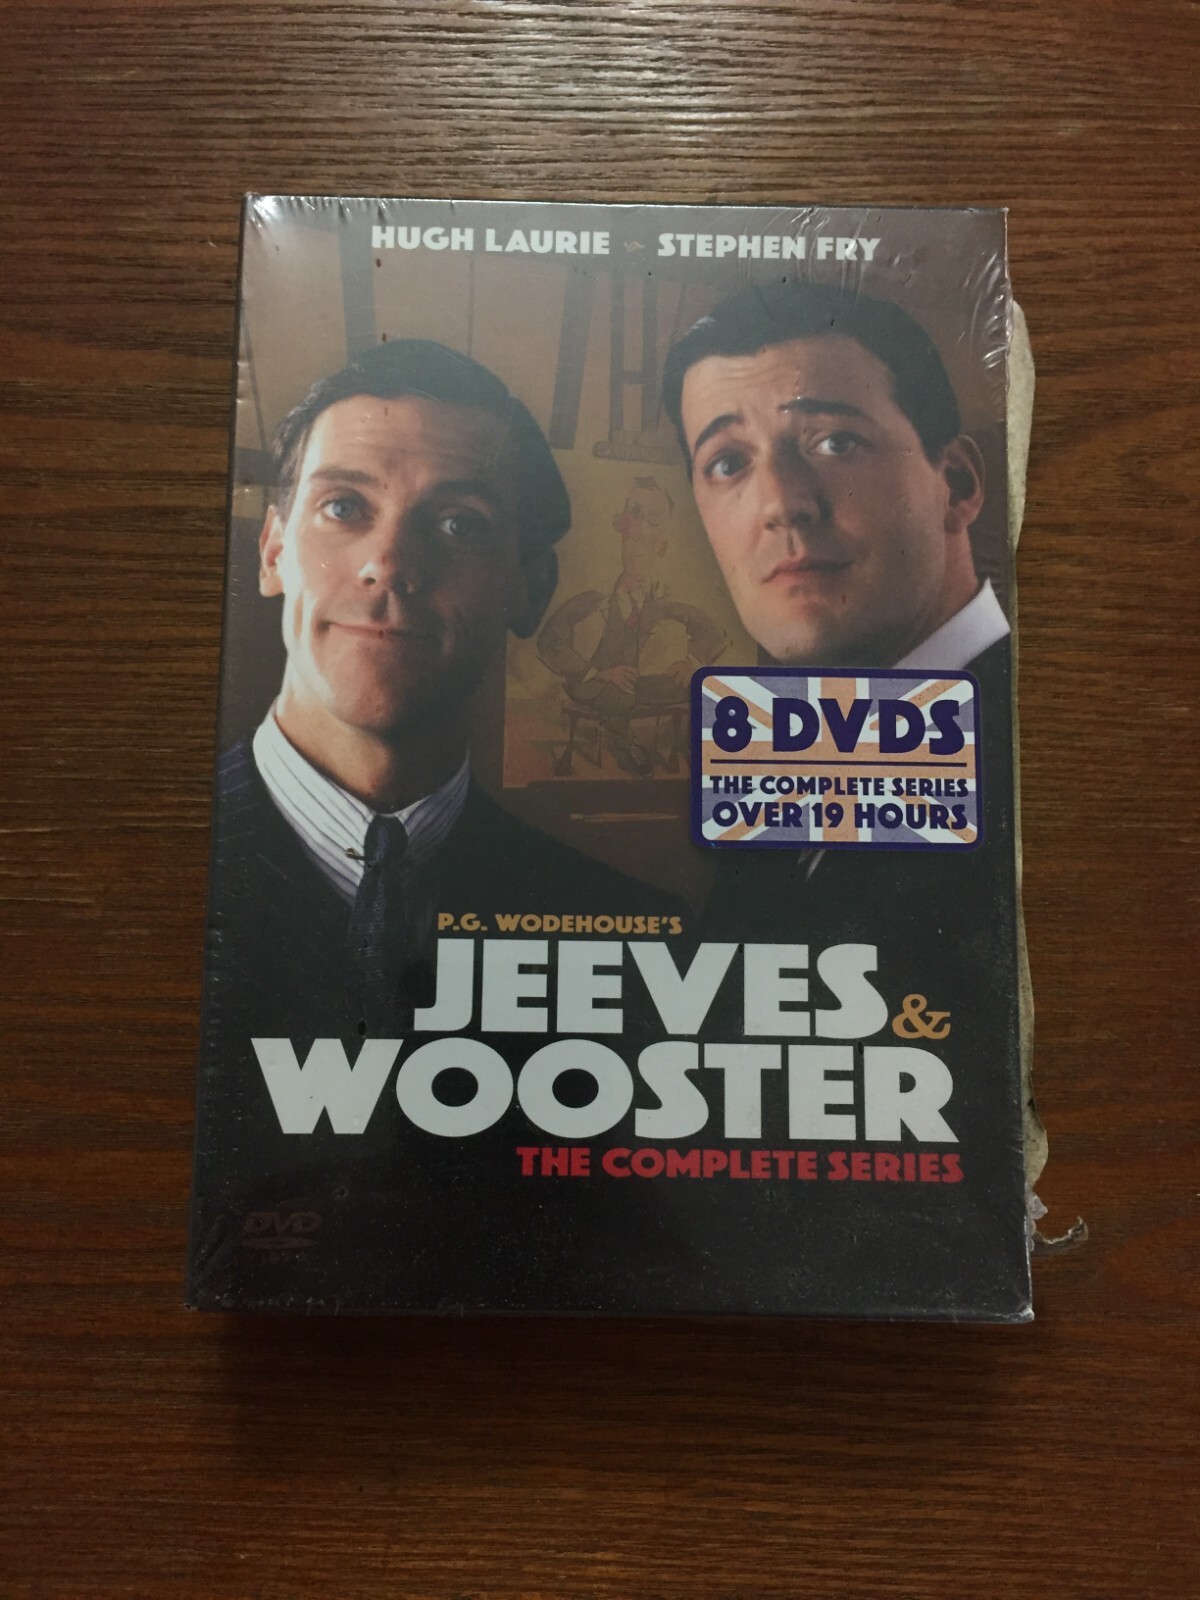 HUGH LAURIE STEPHEN FRY
8 DVDS
THE COMPLETE SERIES
OVER 19 HOURS
P.G. WODEHOUSE'S
JEEVES &
WOOSTER
THE COMPLETE SERIES
DVD